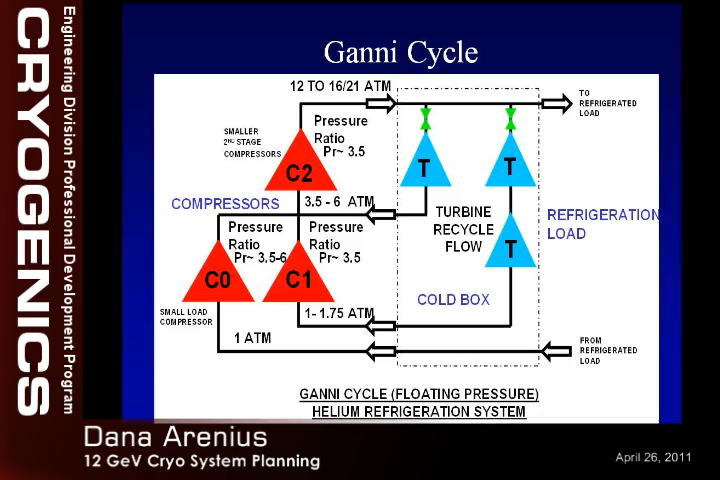 Engineering Division Professional Development Program
CRYOGENICS
Ganni Cycle
12 TO 16/21 ATM
TO
REFRIGERATED
LOAD
SMALLER
2ND STAGE
COMPRESSORS
Pressure
Ratio
Pr~ 3.5
C2
T
T
COMPRESSORS
3.5 - 6 ATM
TURBINE
RECYCLE
FLOW
REFRIGERATION
LOAD
Pressure
Ratio
Pr~ 3.5-6
Pressure
Ratio
Pr~ 3.5
C0
C1
T
COLD BOX
SMALL LOAD
COMPRESSOR
1- 1.75 ATM
1 ATM
FROM
REFRIGERATED
LOAD
GANNI CYCLE (FLOATING PRESSURE)
HELIUM REFRIGERATION SYSTEM
Dana Arenius
12 GeV Cryo System Planning
April 26, 2011